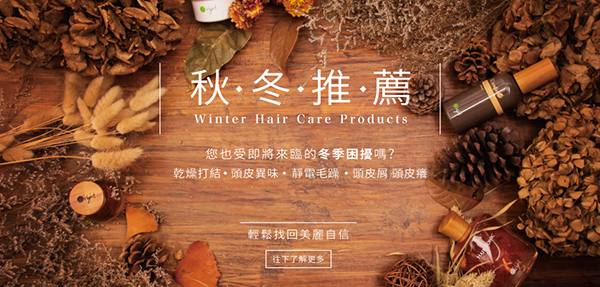 秋·冬·推·薦
Winter Hair Care Products
您也受即將來臨的冬季困擾嗎?
乾燥打結•頭皮異味•靜電毛躁•頭皮屑 頭皮癢
輕鬆找回美麗自信
往下了解更多